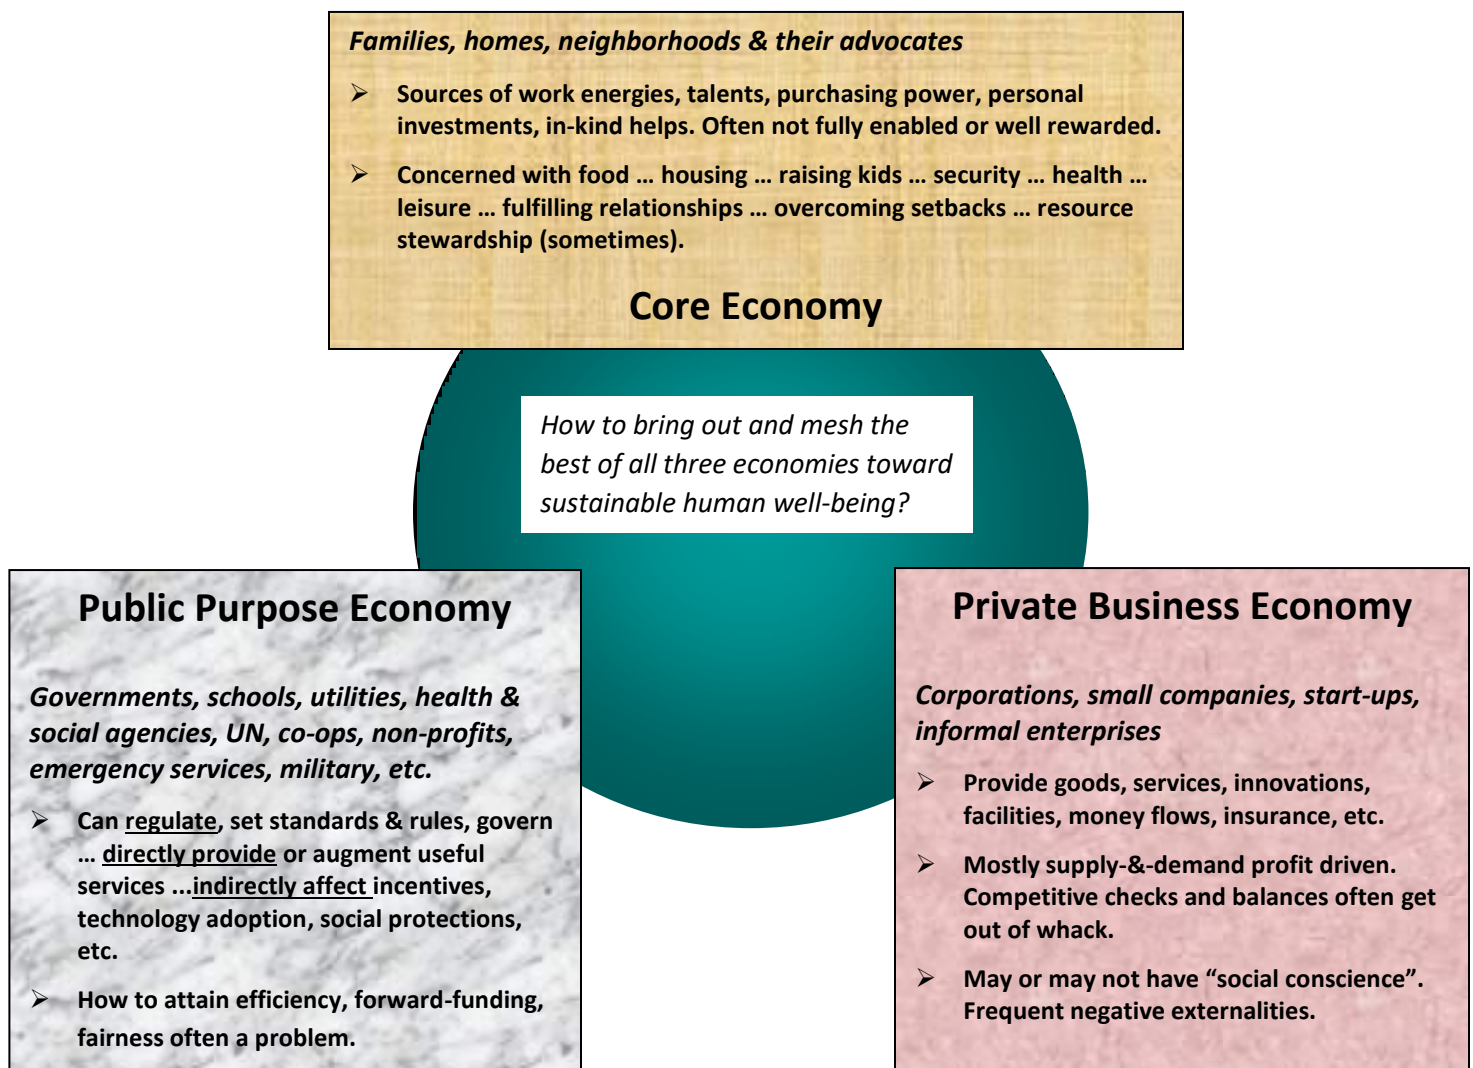 Families, homes, neighborhoods & their advocates
➢ Sources of work energies, talents, purchasing power, personal
investments, in-kind helps. Often not fully enabled or well rewarded.
➢ Concerned with food … housing … raising kids … security … health …
leisure … fulfilling relationships … overcoming setbacks … resource
stewardship (sometimes).
Core Economy
How to bring out and mesh the
best of all three economies toward
sustainable human well-being?
Public Purpose Economy
Governments, schools, utilities, health &
social agencies, UN, co-ops, non-profits,
emergency services, military, etc.
➢ Can regulate, set standards & rules, govern
… directly provide or augment useful
services ...indirectly affect incentives,
technology adoption, social protections,
etc.
➢ How to attain efficiency, forward-funding,
fairness often a problem.
Private Business Economy
Corporations, small companies, start-ups,
informal enterprises
➢ Provide goods, services, innovations,
facilities, money flows, insurance, etc.
➢ Mostly supply-&-demand profit driven.
Competitive checks and balances often get
out of whack.
➢ May or may not have “social conscience”.
Frequent negative externalities.